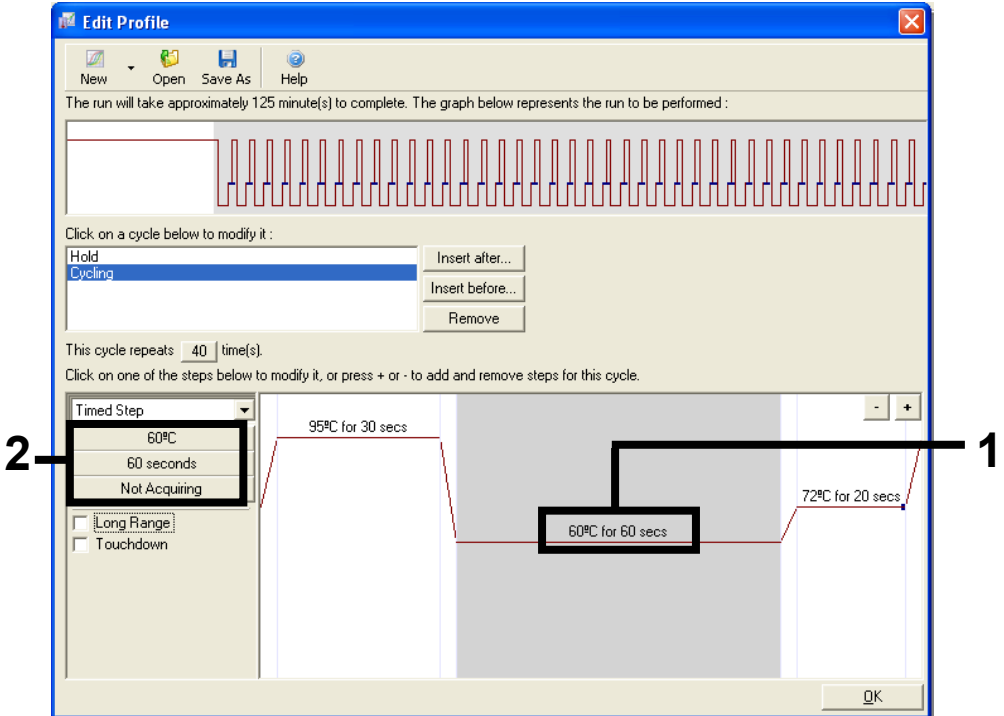 Edit Profile
New Open Save As Help
The run will take approximately 125 minute(s) to complete. The graph below represents the run to be performed :
Click on a cycle below to modify it :
Hold
Cycling
Insert after...
Insert before...
Remove
This cycle repeats 40 time(s).
Click on one of the steps below to modify it, or press + or - to add and remove steps for this cycle.
Timed Step
- +
60ºC
60 seconds
Not Acquiring
Long Range
Touchdown
95ºC for 30 secs
60ºC for 60 secs
72ºC for 20 secs
2
1
OK